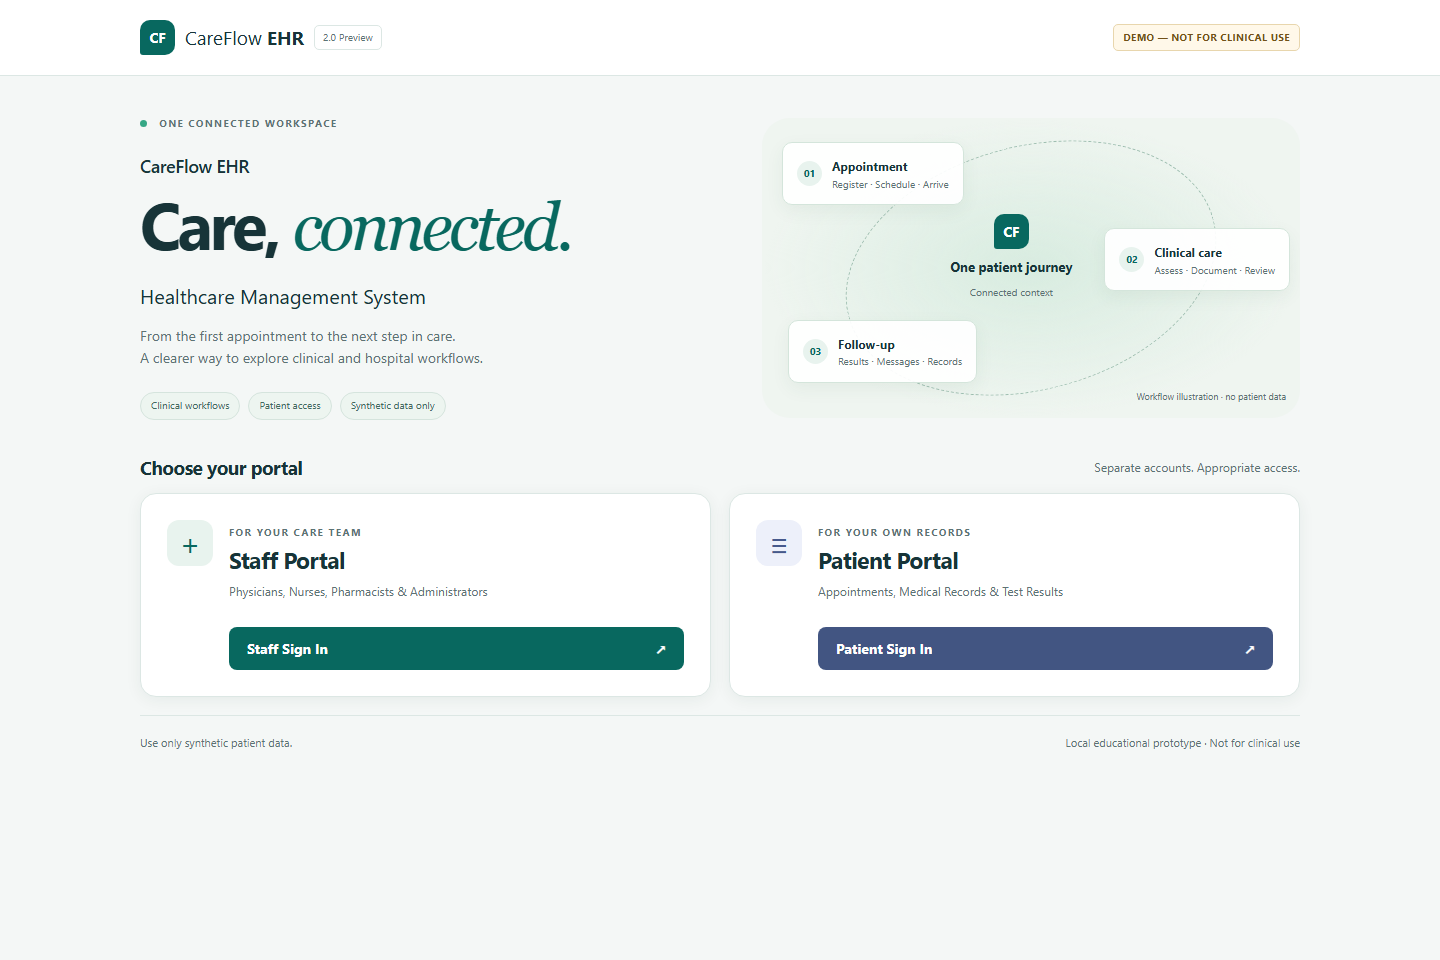 CF CareFlow EHR 2.0 Preview
DEMO — NOT FOR CLINICAL USE
ONE CONNECTED WORKSPACE
CareFlow EHR
Care, connected.
Healthcare Management System
From the first appointment to the next step in care.
A clearer way to explore clinical and hospital workflows.
Clinical workflows
Patient access
Synthetic data only
01
Appointment
Register · Schedule · Arrive
CF
One patient journey
Connected context
02
Clinical care
Assess · Document · Review
03
Follow-up
Results · Messages · Records
Workflow illustration · no patient data
Choose your portal
Separate accounts. Appropriate access.
FOR YOUR CARE TEAM
Staff Portal
Physicians, Nurses, Pharmacists & Administrators
Staff Sign In ↗
FOR YOUR OWN RECORDS
Patient Portal
Appointments, Medical Records & Test Results
Patient Sign In ↗
Use only synthetic patient data.
Local educational prototype · Not for clinical use